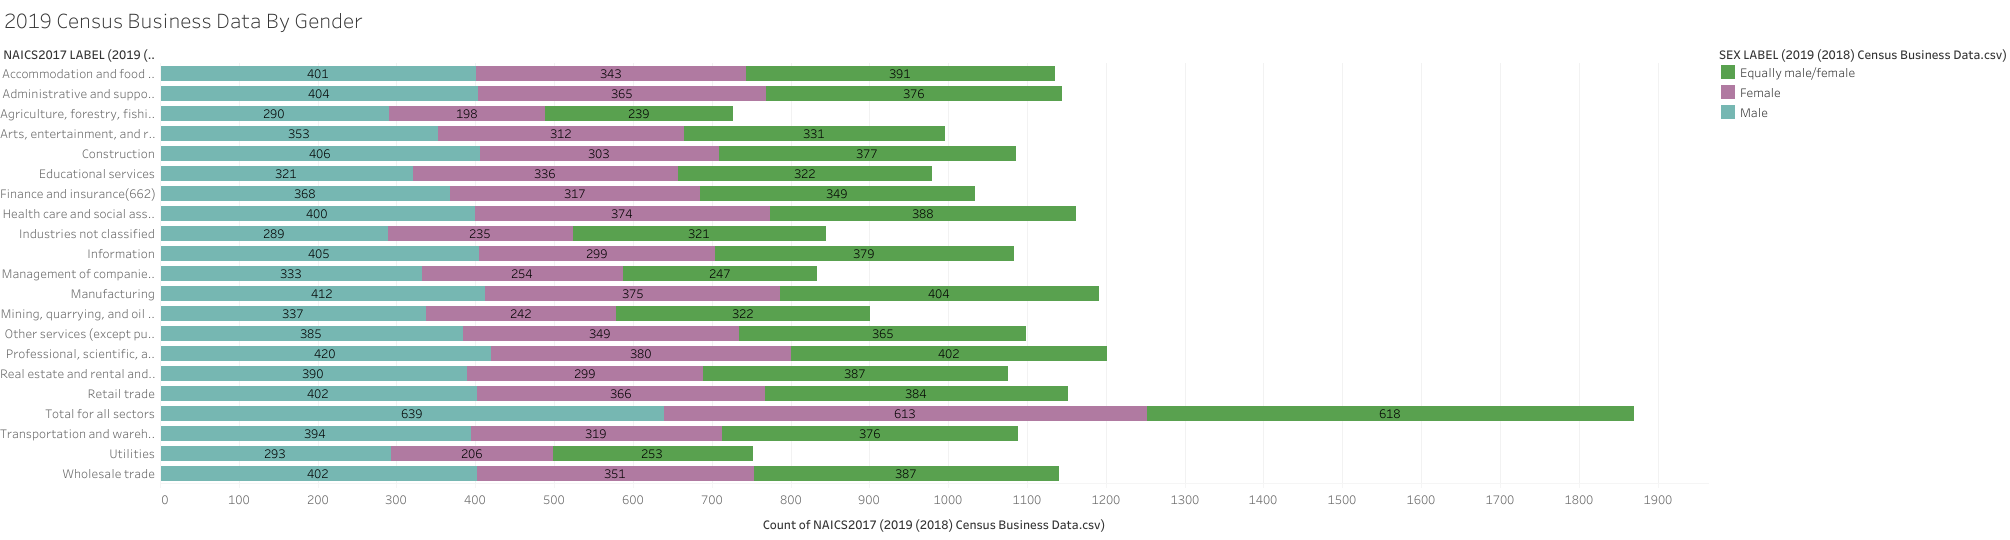 2019 Census Business Data By Gender
NAICS2017 LABEL (2019 (..
SEX LABEL (2019 (2018) Census Business Data.csv)
Equally male/female
Female
Male
Accommodation and food .. 401 343 391
Administrative and suppo.. 404 365 376
Agriculture, forestry, fishi.. 290 198 239
Arts, entertainment, and r.. 353 312 331
Construction 406 303 377
Educational services 321 336 322
Finance and insurance(662) 368 317 349
Health care and social ass.. 400 374 388
Industries not classified 289 235 321
Information 405 299 379
Management of companie.. 333 254 247
Manufacturing 412 375 404
Mining, quarrying, and oil .. 337 242 322
Other services (except pu.. 385 349 365
Professional, scientific, a.. 420 380 402
Real estate and rental and.. 390 299 387
Retail trade 402 366 384
Total for all sectors 639 613 618
Transportation and wareh.. 394 319 376
Utilities 293 206 253
Wholesale trade 402 351 387
0 100 200 300 400 500 600 700 800 900 1000 1100 1200 1300 1400 1500 1600 1700 1800 1900
Count of NAICS2017 (2019 (2018) Census Business Data.csv)